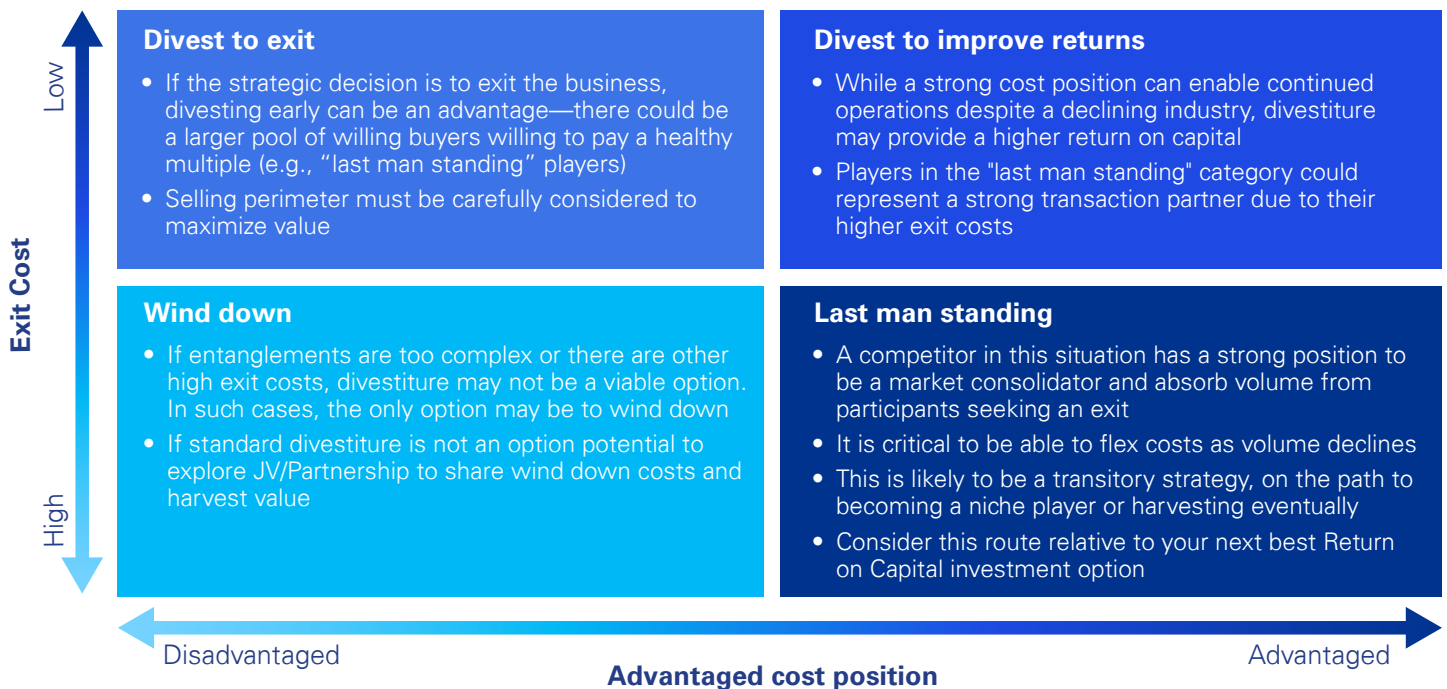 Exit Cost
Low
High
Divest to exit
• If the strategic decision is to exit the business,
divesting early can be an advantage—there could be
a larger pool of willing buyers willing to pay a healthy
multiple (e.g., “last man standing” players)
• Selling perimeter must be carefully considered to
maximize value
Divest to improve returns
• While a strong cost position can enable continued
operations despite a declining industry, divestiture
may provide a higher return on capital
• Players in the "last man standing" category could
represent a strong transaction partner due to their
higher exit costs
Wind down
• If entanglements are too complex or there are other
high exit costs, divestiture may not be a viable option.
In such cases, the only option may be to wind down
• If standard divestiture is not an option potential to
explore JV/Partnership to share wind down costs and
harvest value
Last man standing
• A competitor in this situation has a strong position to
be a market consolidator and absorb volume from
participants seeking an exit
• It is critical to be able to flex costs as volume declines
• This is likely to be a transitory strategy, on the path to
becoming a niche player or harvesting eventually
• Consider this route relative to your next best Return
on Capital investment option
Disadvantaged
Advantaged
Advantaged cost position